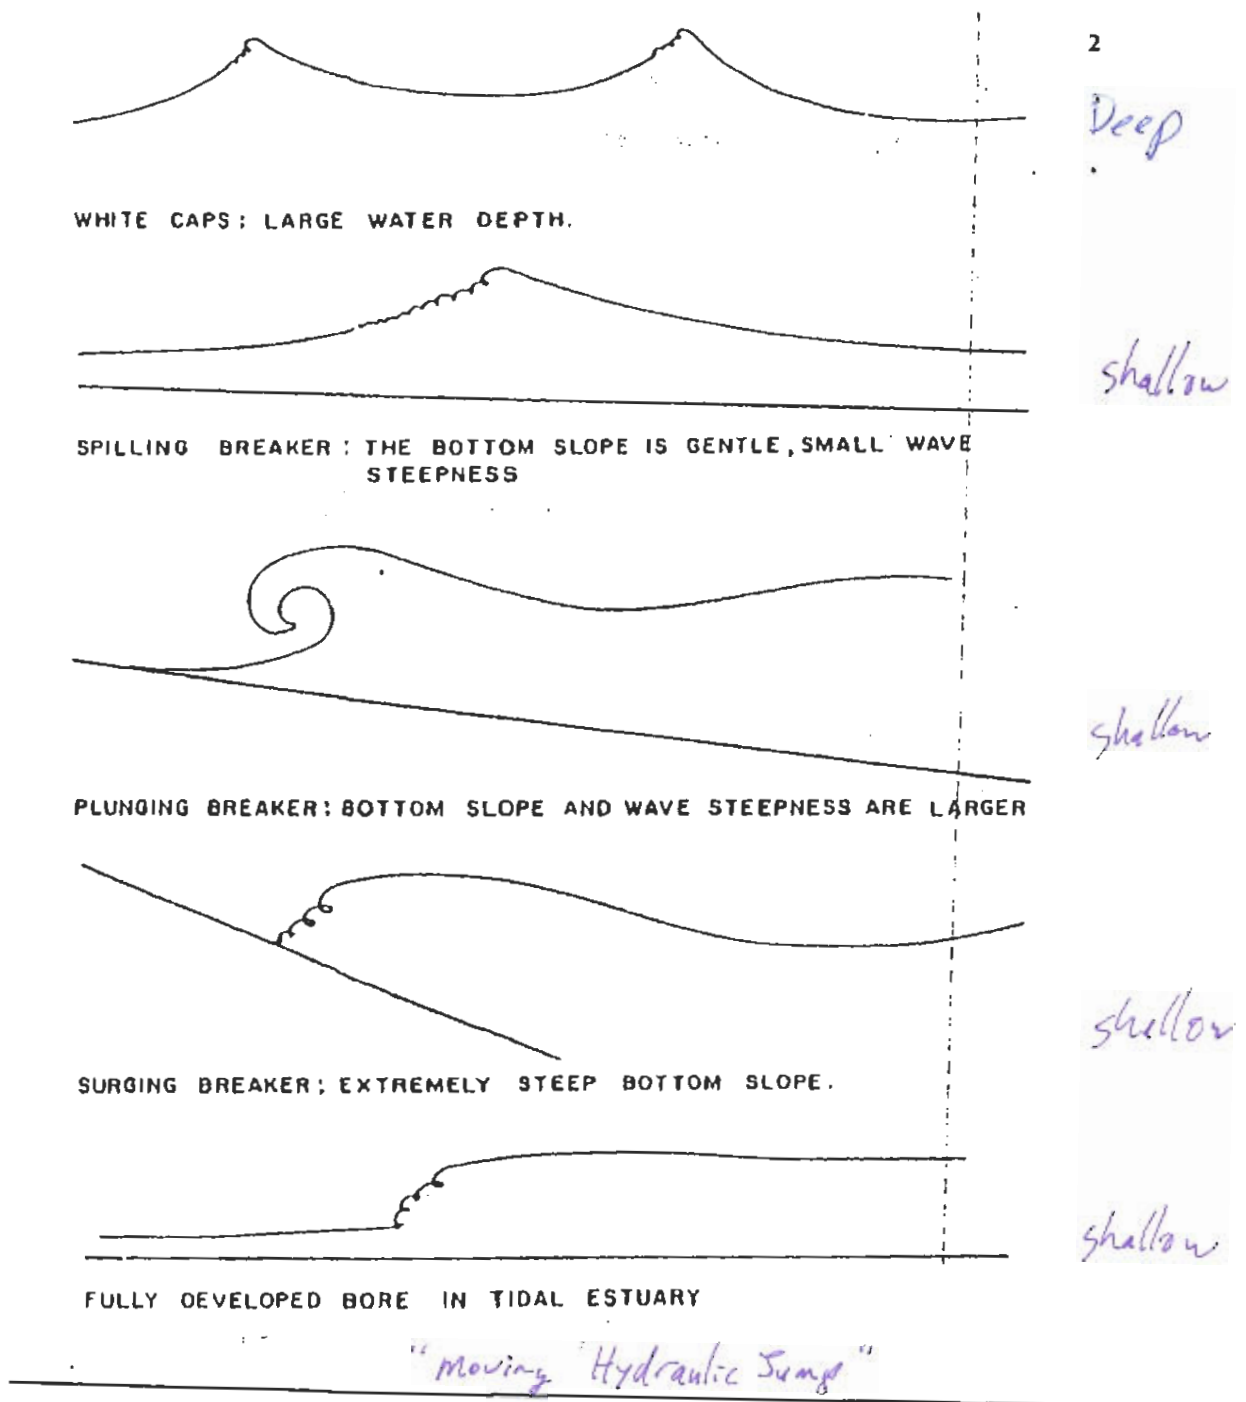 2
Deep
WHITE CAPS; LARGE WATER DEPTH.
shallow
SPILLING BREAKER: THE BOTTOM SLOPE IS GENTLE, SMALL WAVE
STEEPNESS
shallow
PLUNGING BREAKER; BOTTOM SLOPE AND WAVE STEEPNESS ARE LARGER
shallow
SURGING BREAKER; EXTREMELY STEEP BOTTOM SLOPE.
shallow
FULLY DEVELOPED BORE IN TIDAL ESTUARY
"moving Hydraulic Jump"